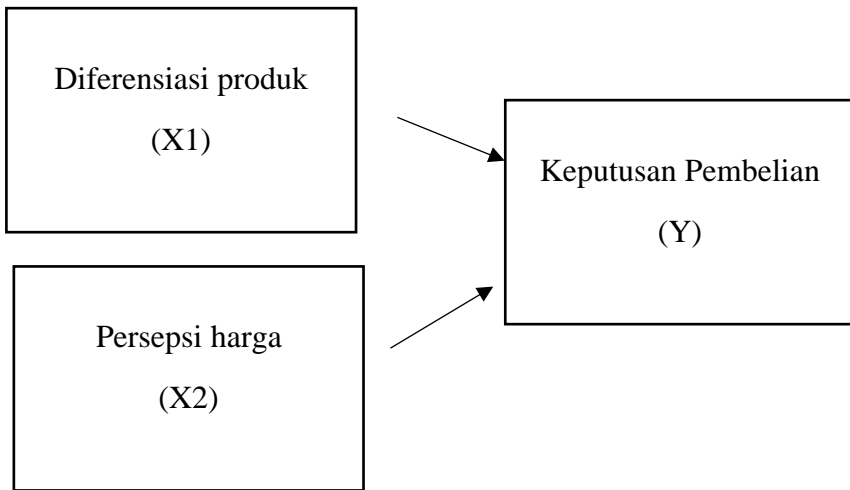 Diferensiasi produk
(X1)
Keputusan Pembelian
(Y)
Persepsi harga
(X2)